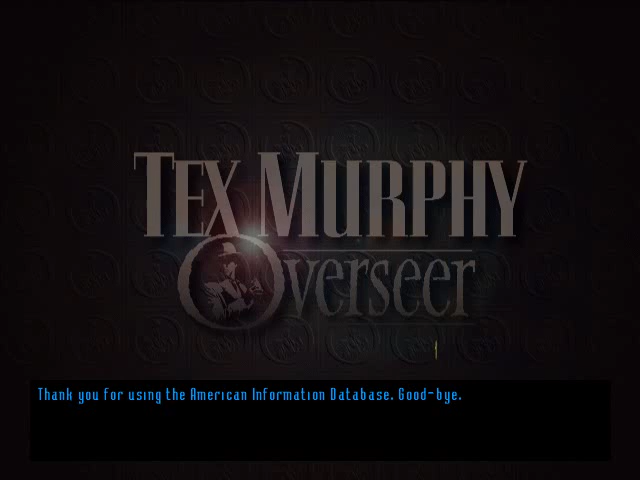 TEX MURPHY
Overseer
Thank you for using the American Information Database. Good-bye.